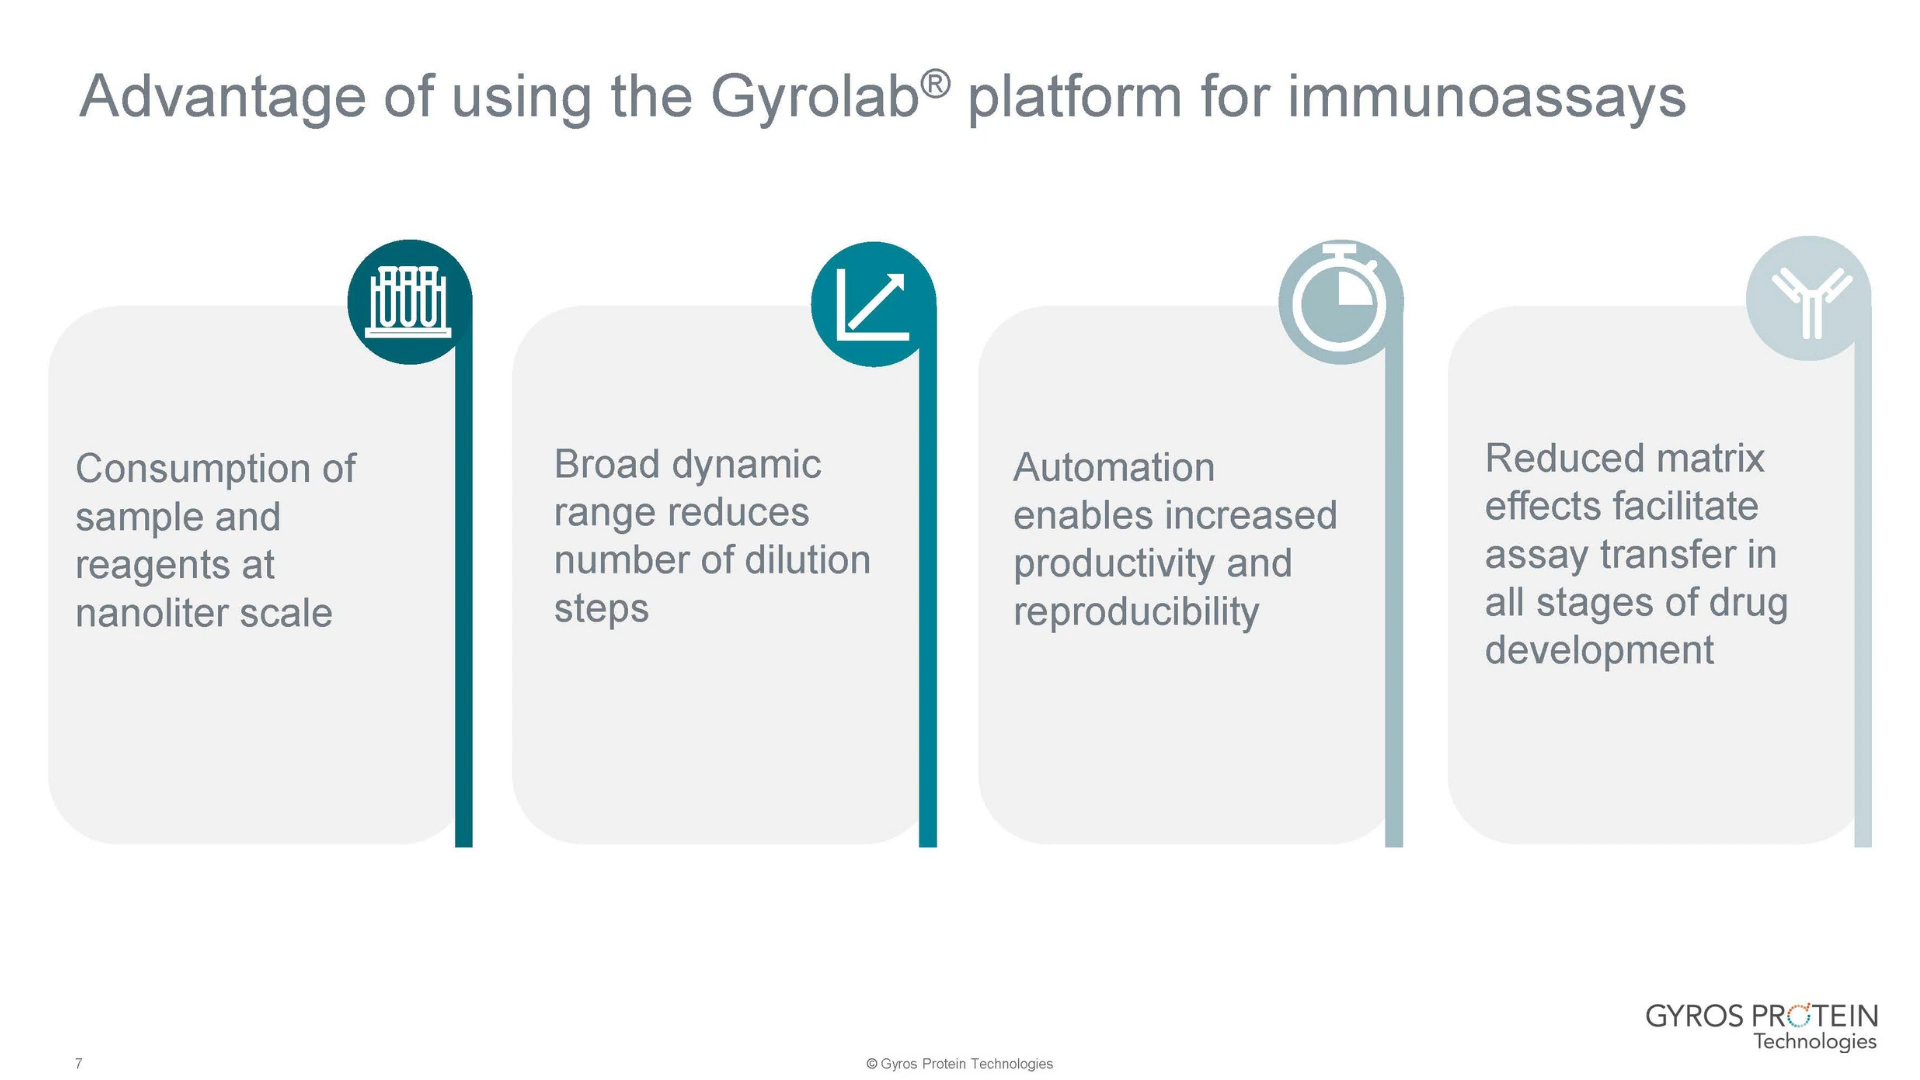 Advantage of using the Gyrolab® platform for immunoassays
Consumption of
sample and
reagents at
nanoliter scale
Broad dynamic
range reduces
number of dilution
steps
Automation
enables increased
productivity and
reproducibility
Reduced matrix
effects facilitate
assay transfer in
all stages of drug
development
GYROS PROTEIN
Technologies
7
© Gyros Protein Technologies